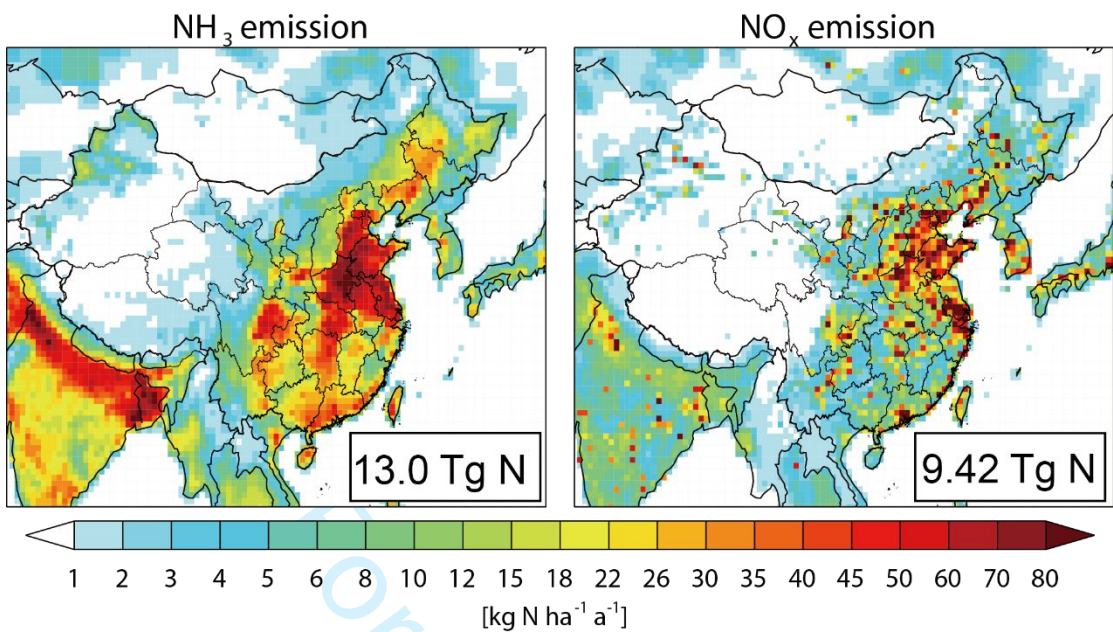 NH₃ emission
NOₓ emission
13.0 Tg N
9.42 Tg N
1 2 3 4 5 6 8 10 12 15 18 22 26 30 35 40 45 50 60 70 80
[kg N ha⁻¹ a⁻¹]
For